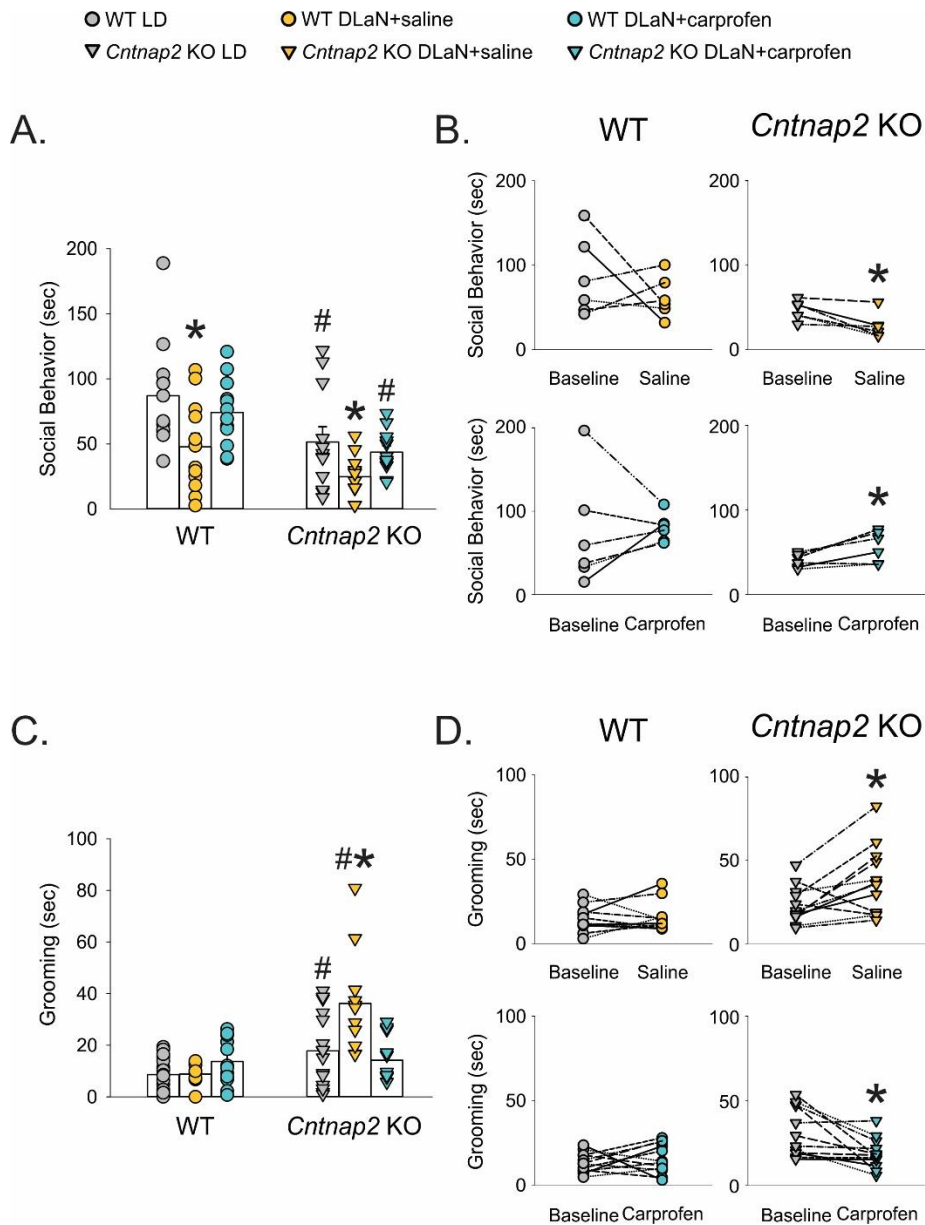 WT LD WT DLaN+saline WT DLaN+carprofen
Cntnap2 KO LD Cntnap2 KO DLaN+saline Cntnap2 KO DLaN+carprofen
A.
Social Behavior (sec)
200
150
100
50
0
*
#
*
#
WT Cntnap2 KO
B.
WT Cntnap2 KO
Social Behavior (sec)
200
100
0
Baseline Saline
200
100
0
*
Baseline Saline
Social Behavior (sec)
200
100
0
Baseline Carprofen
200
100
0
*
Baseline Carprofen
C.
Grooming (sec)
100
80
60
40
20
0
#
#*
WT Cntnap2 KO
D.
WT Cntnap2 KO
Grooming (sec)
100
50
0
Baseline Saline
100
50
0
*
Baseline Saline
Grooming (sec)
100
50
0
Baseline Carprofen
100
50
0
*
Baseline Carprofen